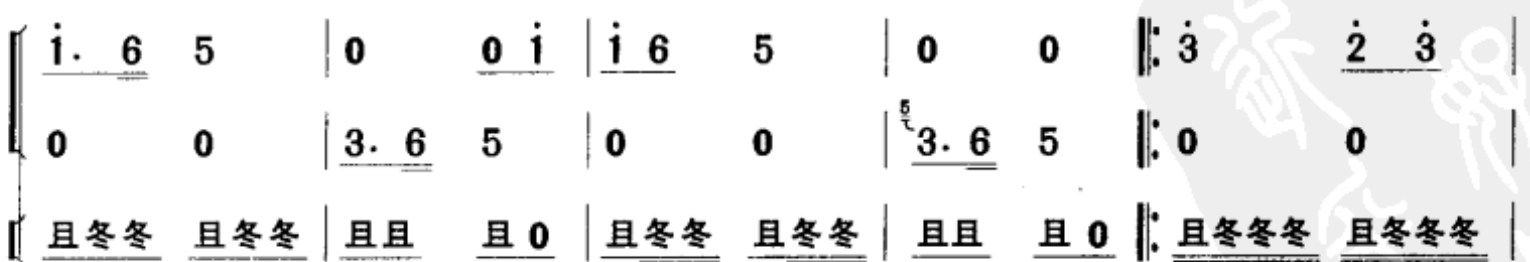 i. 6 5 | 0 0 i | i 6 5 | 0 0 ‖: 3̇ 2̇ 3̇ |
0 0 | 3. 6 5 | 0 0 | 5 3. 6 5 ‖: 0 0 |
且冬冬 且冬冬 | 且且 且 0 | 且冬冬 且冬冬 | 且且 且 0 ‖: 且冬冬冬 且冬冬冬 |